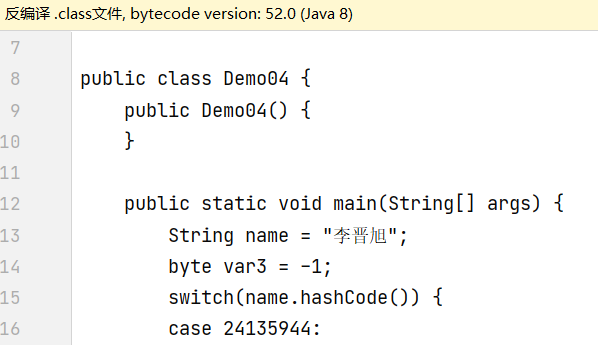 反编译 .class文件, bytecode version: 52.0 (Java 8)
7
8 public class Demo04 {
9 public Demo04() {
10 }
11
12 public static void main(String[] args) {
13 String name = "李晋旭";
14 byte var3 = -1;
15 switch(name.hashCode()) {
16 case 24135944: